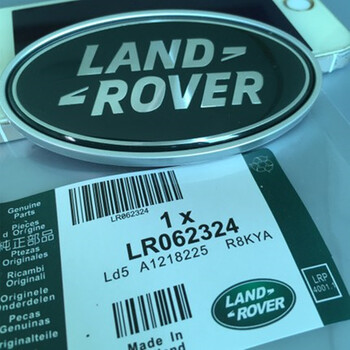 LAND
ROVER
Genuine
Parts
Pièces
d Origine
純正部品
Ptezas
Originales
Ricambi
Originali
Originele
Onderdelen
Pecas
Genuinas
Originalteile
LR062324
1 x
LR062324
Ld5 A1218225 R8KYA
Made In
LAND
ROVER
LRP
4001.1